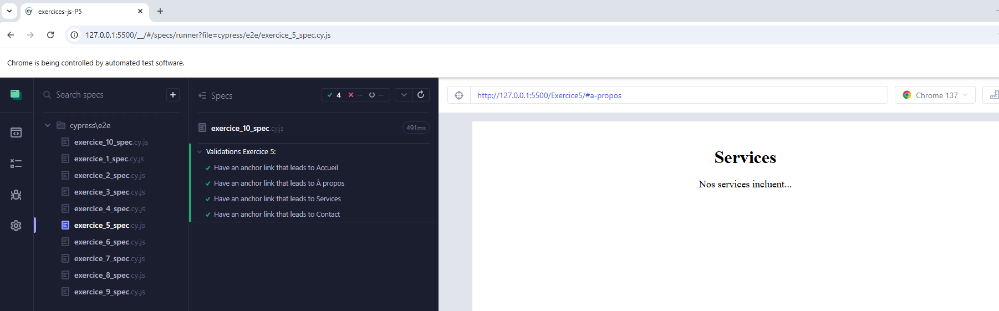 exercices-js-P5
127.0.0.1:5500/__/#/specs/runner?file=cypress/e2e/exercice_5_spec.cy.js
Chrome is being controlled by automated test software.
Search specs
cypress\e2e
exercice_10_spec.cy.js
exercice_1_spec.cy.js
exercice_2_spec.cy.js
exercice_3_spec.cy.js
exercice_4_spec.cy.js
exercice_5_spec.cy.js
exercice_6_spec.cy.js
exercice_7_spec.cy.js
exercice_8_spec.cy.js
exercice_9_spec.cy.js
Specs
4 -- --
exercice_10_spec.cy.js 491ms
Validations Exercice 5:
Have an anchor link that leads to Accueil
Have an anchor link that leads to À propos
Have an anchor link that leads to Services
Have an anchor link that leads to Contact
http://127.0.0.1:5500/Exercice5/#a-propos
Chrome 137
Services
Nos services incluent...